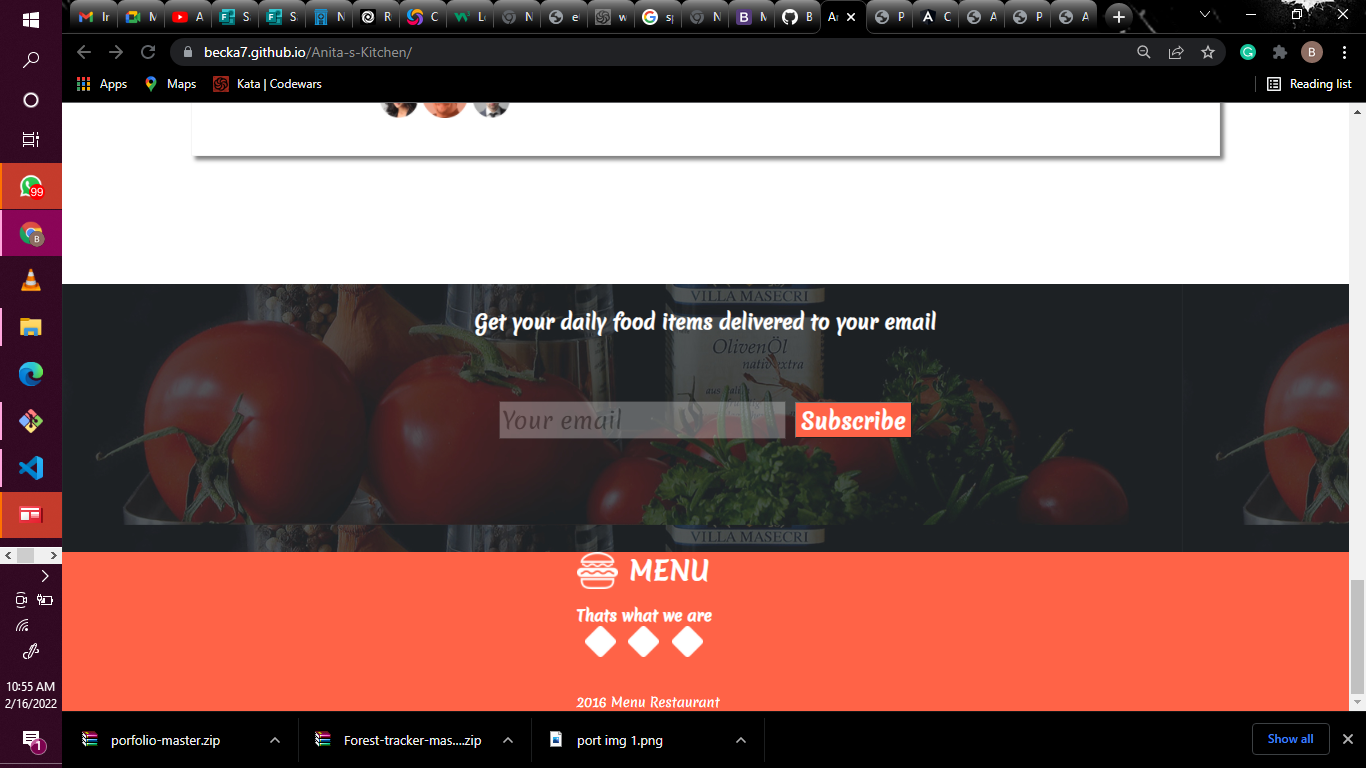 In
M
A
S
S
N
R
C
L
N
e
w
sp
N
M
B
A
P
C
A
P
A
becka7.github.io/Anita-s-Kitchen/
B
Apps
Maps
Kata | Codewars
Reading list
99
B
VILLA MASECRI
Get your daily food items delivered to your email
OlivenÖl
nativ extra
aus Italien
Your email
Subscribe
VILLA MASECRI
MENU
Thats what we are
2016 Menu Restaurant
10:55 AM
2/16/2022
1
porfolio-master.zip
Forest-tracker-mas....zip
port img 1.png
Show all